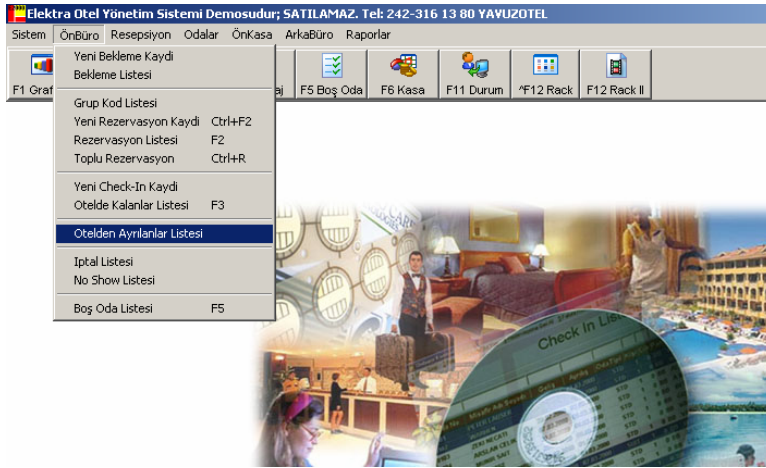 Elektra Otel Yönetim Sistemi Demosudur; SATILAMAZ. Tel: 242-316 13 80 YAVUZOTEL
Sistem ÖnBüro Resepsiyon Odalar ÖnKasa ArkaBüro Raporlar
F1 Graf aj F5 Boş Oda F6 Kasa F11 Durum ^F12 Rack F12 Rack II
Yeni Bekleme Kaydi
Bekleme Listesi
Grup Kod Listesi
Yeni Rezervasyon Kaydi Ctrl+F2
Rezervasyon Listesi F2
Toplu Rezervasyon Ctrl+R
Yeni Check-In Kaydi
Otelde Kalanlar Listesi F3
Otelden Ayrılanlar Listesi
Iptal Listesi
No Show Listesi
Boş Oda Listesi F5
Check In Lis